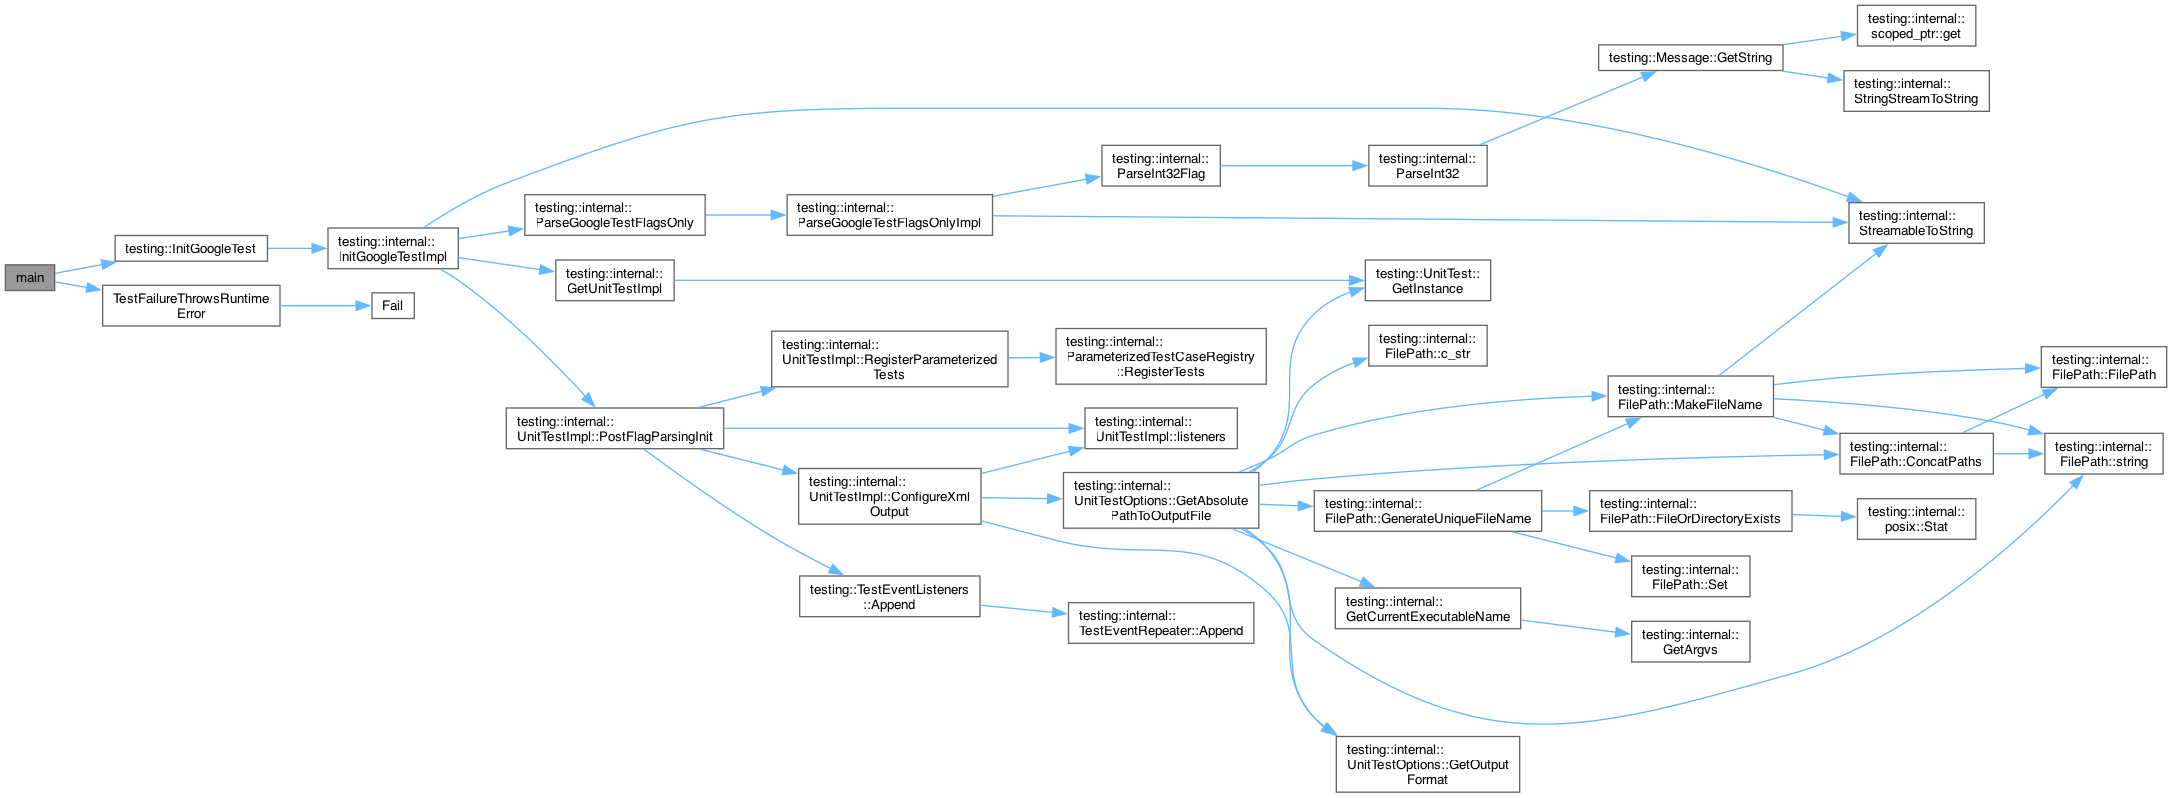 main
testing::InitGoogleTest
TestFailureThrowsRuntime
Error
testing::internal::
InitGoogleTestImpl
Fail
testing::internal::
ParseGoogleTestFlagsOnly
testing::internal::
GetUnitTestImpl
testing::internal::
UnitTestImpl::PostFlagParsingInit
testing::internal::
ParseGoogleTestFlagsOnlyImpl
testing::internal::
UnitTestImpl::RegisterParameterized
Tests
testing::internal::
UnitTestImpl::ConfigureXml
Output
testing::TestEventListeners
::Append
testing::internal::
ParseInt32Flag
testing::internal::
ParameterizedTestCaseRegistry
::RegisterTests
testing::internal::
UnitTestImpl::listeners
testing::internal::
UnitTestOptions::GetAbsolute
PathToOutputFile
testing::internal::
TestEventRepeater::Append
testing::internal::
ParseInt32
testing::UnitTest::
GetInstance
testing::internal::
FilePath::c_str
testing::internal::
FilePath::GenerateUniqueFileName
testing::internal::
GetCurrentExecutableName
testing::internal::
UnitTestOptions::GetOutput
Format
testing::Message::GetString
testing::internal::
FilePath::MakeFileName
testing::internal::
FilePath::FileOrDirectoryExists
testing::internal::
FilePath::Set
testing::internal::
GetArgvs
testing::internal::
scoped_ptr::get
testing::internal::
StringStreamToString
testing::internal::
StreamableToString
testing::internal::
FilePath::ConcatPaths
testing::internal::
posix::Stat
testing::internal::
FilePath::FilePath
testing::internal::
FilePath::string